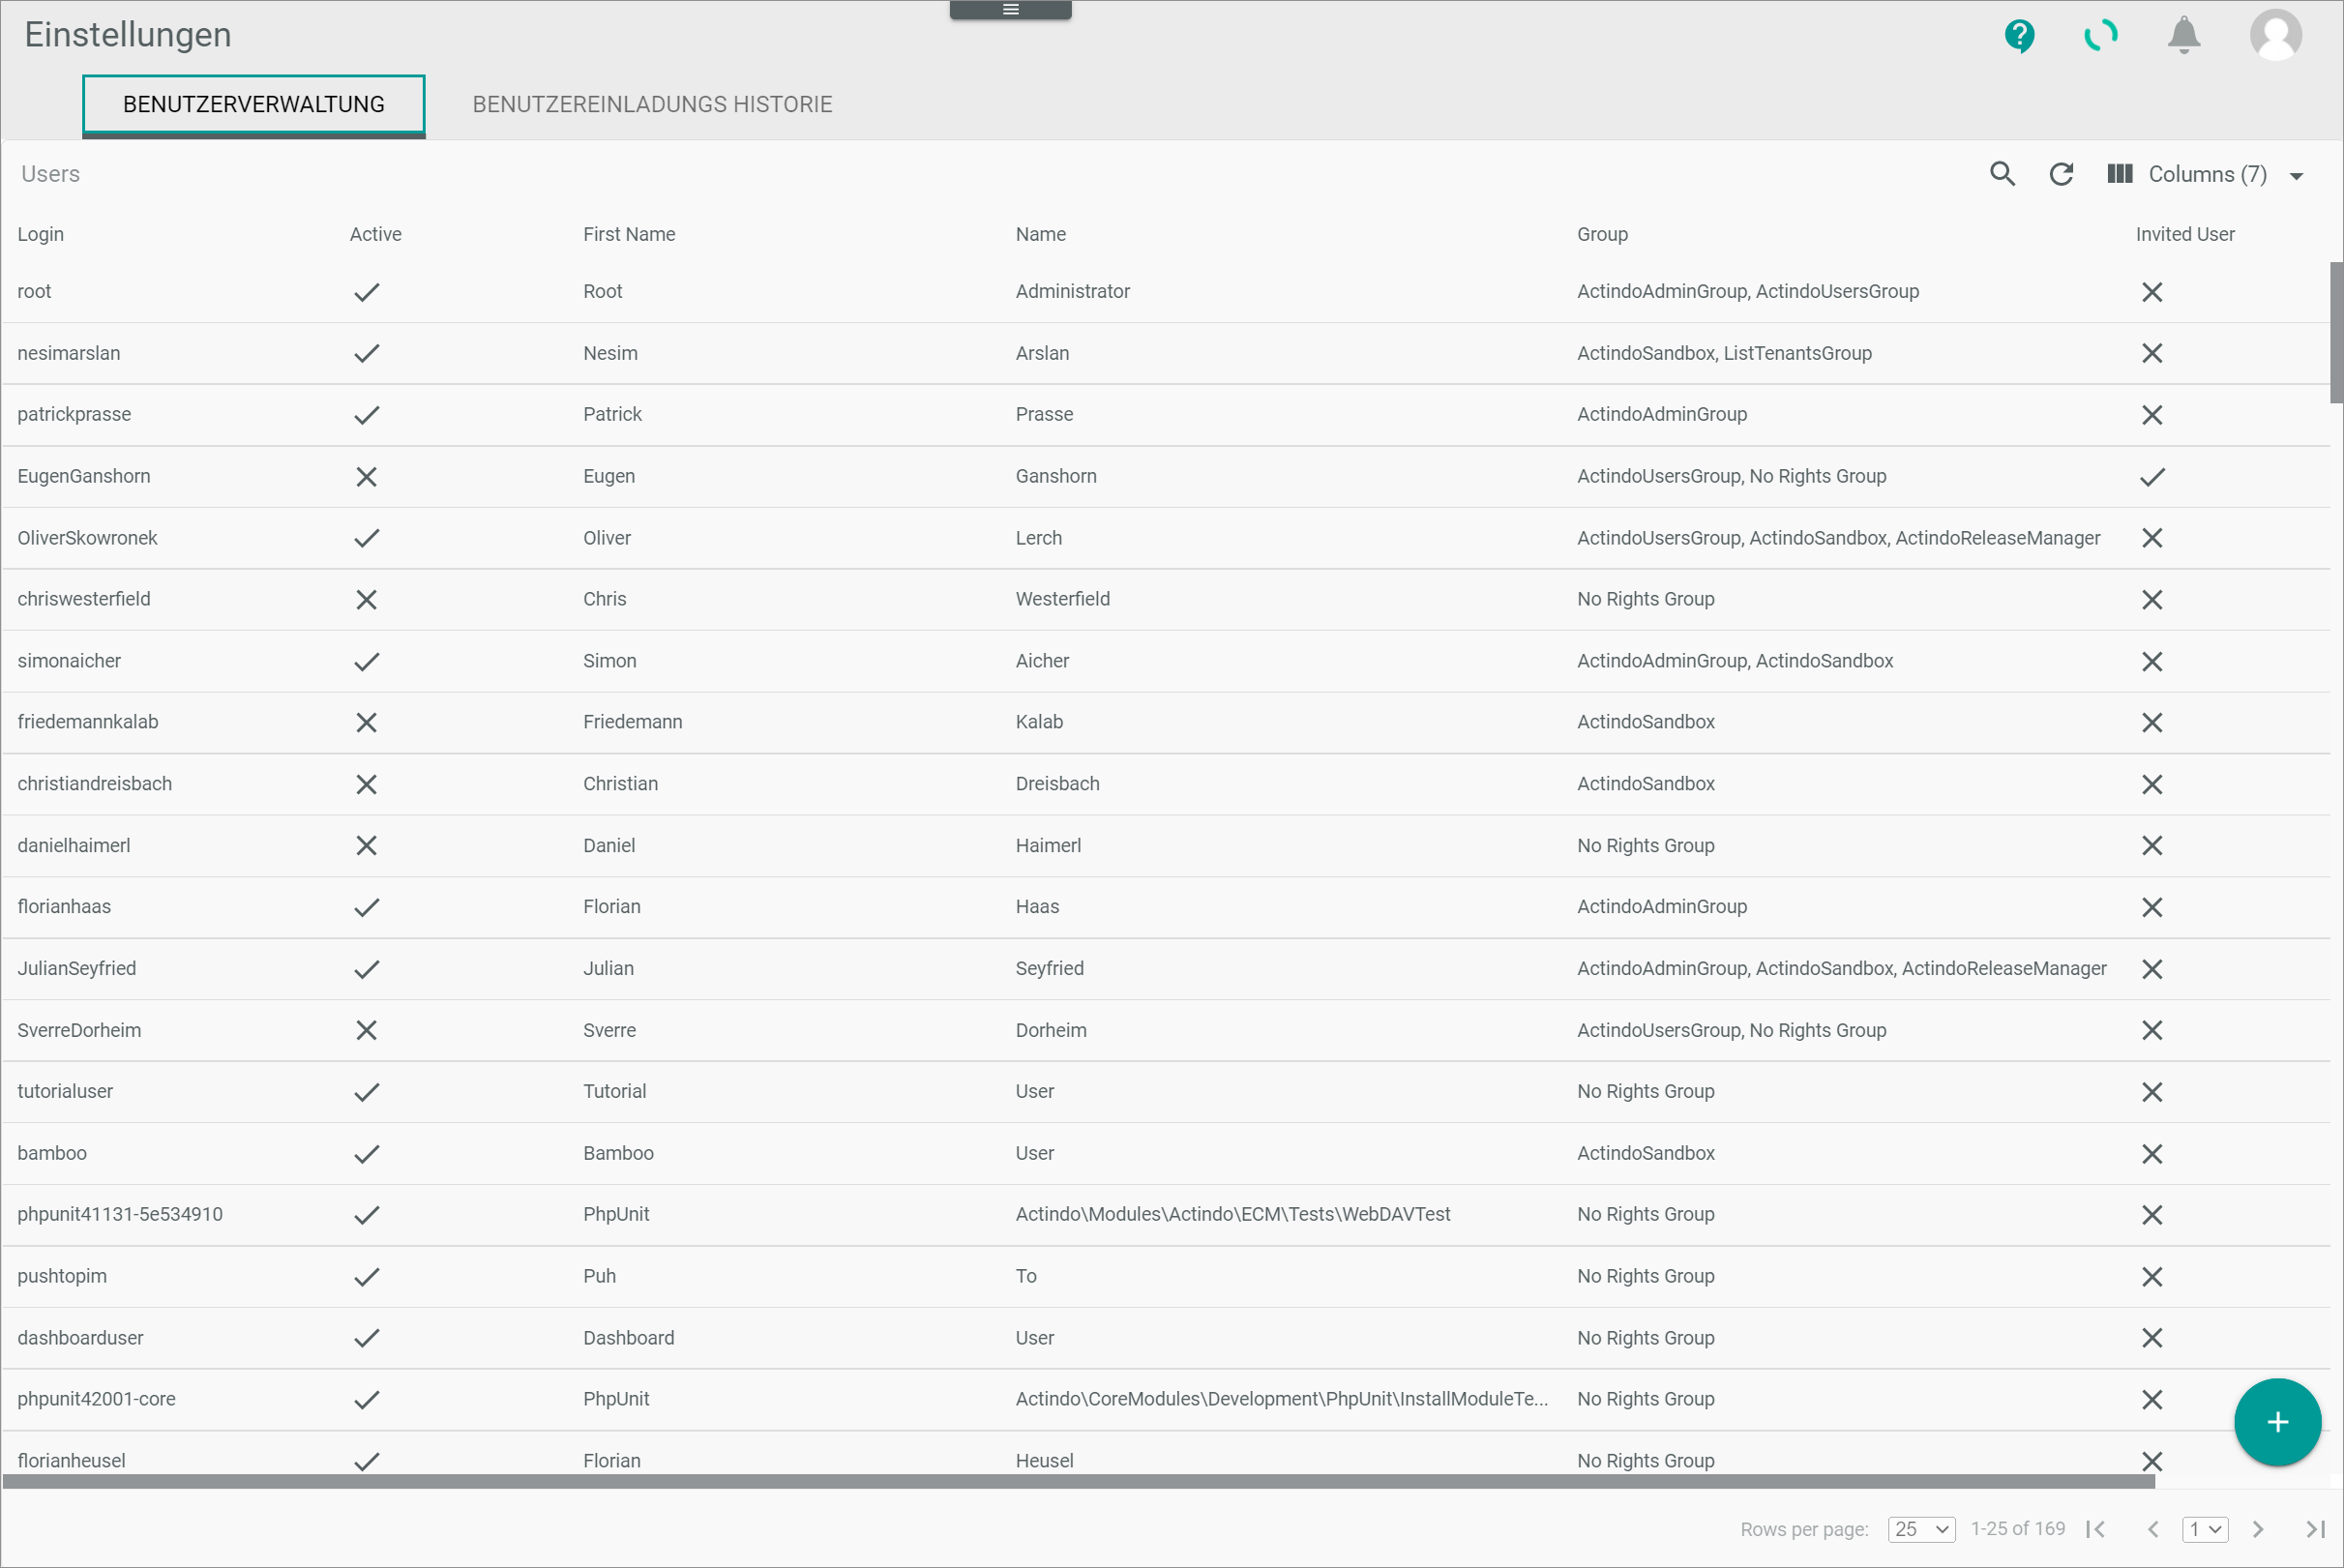 Einstellungen
BENUTZERVERWALTUNG BENUTZEREINLADUNGS HISTORIE
Users Columns (7)
Login Active First Name Name Group Invited User
root Root Administrator ActindoAdminGroup, ActindoUsersGroup
nesimarslan Nesim Arslan ActindoSandbox, ListTenantsGroup
patrickprasse Patrick Prasse ActindoAdminGroup
EugenGanshorn Eugen Ganshorn ActindoUsersGroup, No Rights Group
OliverSkowronek Oliver Lerch ActindoUsersGroup, ActindoSandbox, ActindoReleaseManager
chriswesterfield Chris Westerfield No Rights Group
simonaicher Simon Aicher ActindoAdminGroup, ActindoSandbox
friedemannkalab Friedemann Kalab ActindoSandbox
christiandreisbach Christian Dreisbach ActindoSandbox
danielhaimerl Daniel Haimerl No Rights Group
florianhaas Florian Haas ActindoAdminGroup
JulianSeyfried Julian Seyfried ActindoAdminGroup, ActindoSandbox, ActindoReleaseManager
SverreDorheim Sverre Dorheim ActindoUsersGroup, No Rights Group
tutorialuser Tutorial User No Rights Group
bamboo Bamboo User ActindoSandbox
phpunit41131-5e534910 PhpUnit Actindo\Modules\Actindo\ECM\Tests\WebDAVTest No Rights Group
pushtopim Puh To No Rights Group
dashboarduser Dashboard User No Rights Group
phpunit42001-core PhpUnit Actindo\CoreModules\Development\PhpUnit\InstallModuleTe... No Rights Group
florianheusel Florian Heusel No Rights Group
Rows per page: 25 1-25 of 169 1